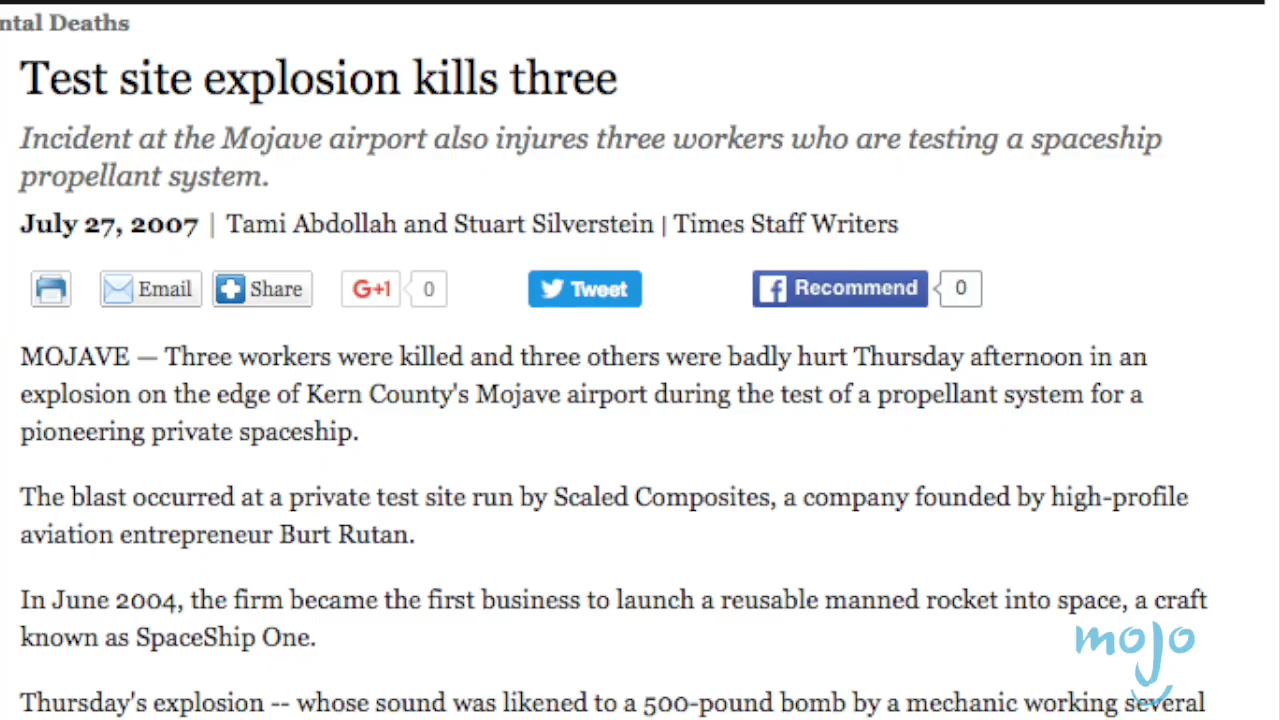 ntal Deaths
Test site explosion kills three
Incident at the Mojave airport also injures three workers who are testing a spaceship
propellant system.
July 27, 2007 | Tami Abdollah and Stuart Silverstein | Times Staff Writers
Email Share G+1 0 Tweet Recommend 0
MOJAVE — Three workers were killed and three others were badly hurt Thursday afternoon in an
explosion on the edge of Kern County's Mojave airport during the test of a propellant system for a
pioneering private spaceship.
The blast occurred at a private test site run by Scaled Composites, a company founded by high-profile
aviation entrepreneur Burt Rutan.
In June 2004, the firm became the first business to launch a reusable manned rocket into space, a craft
known as SpaceShip One.
mojo
Thursday's explosion -- whose sound was likened to a 500-pound bomb by a mechanic working several